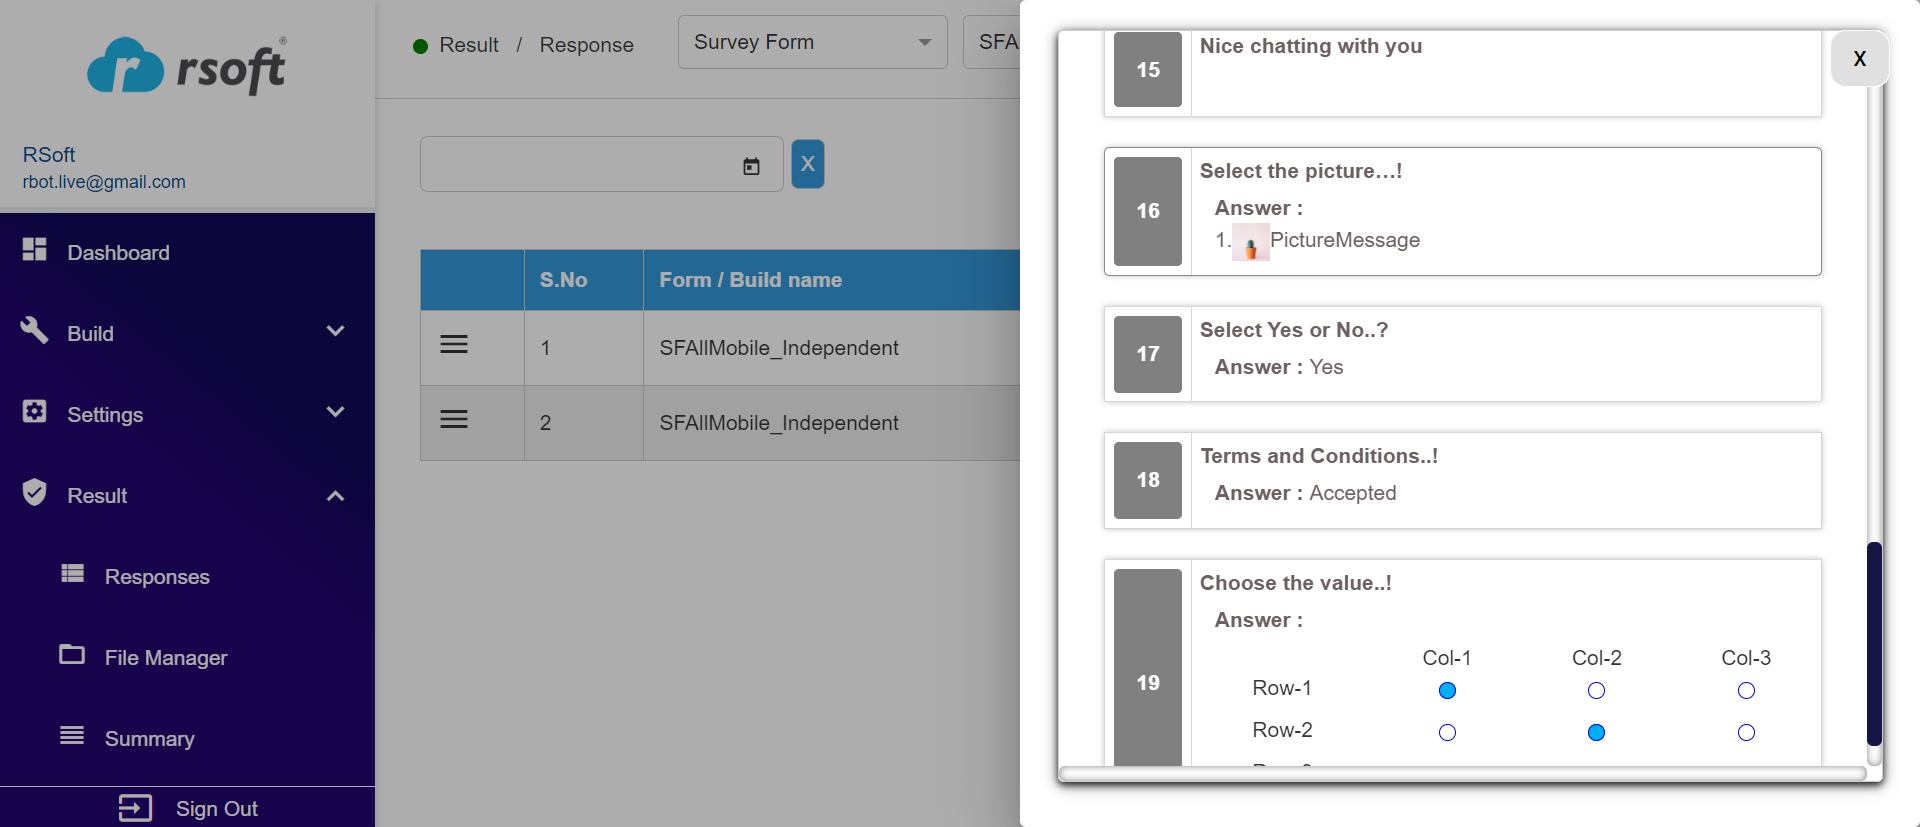 rsoft
®
RSoft
rbot.live@gmail.com
Dashboard
Build
Settings
Result
Responses
File Manager
Summary
Sign Out
Result / Response
Survey Form
SFA
X
S.No
Form / Build name
1
SFAllMobile_Independent
2
SFAllMobile_Independent
X
15
Nice chatting with you
16
Select the picture...!
Answer :
1. PictureMessage
17
Select Yes or No..?
Answer : Yes
18
Terms and Conditions..!
Answer : Accepted
19
Choose the value..!
Answer :
Col-1 Col-2 Col-3
Row-1
Row-2